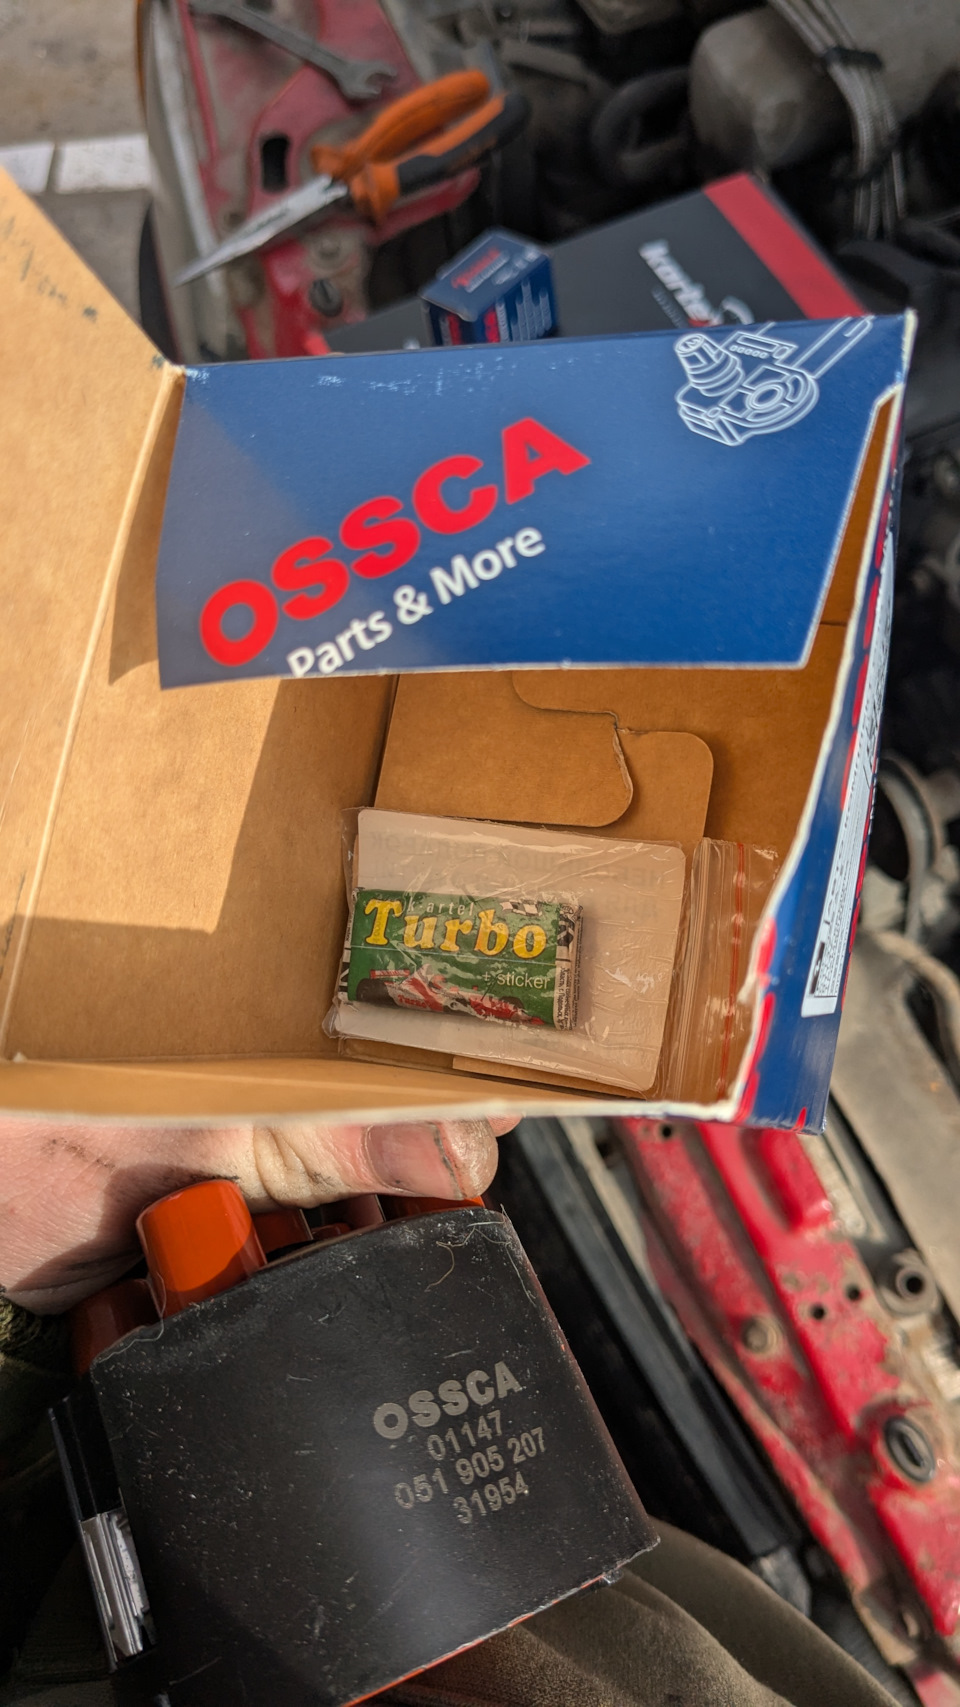 OSSCA
Parts & More
Kartel
Turbo
+ sticker
OSSCA
01147
051 905 207
31954